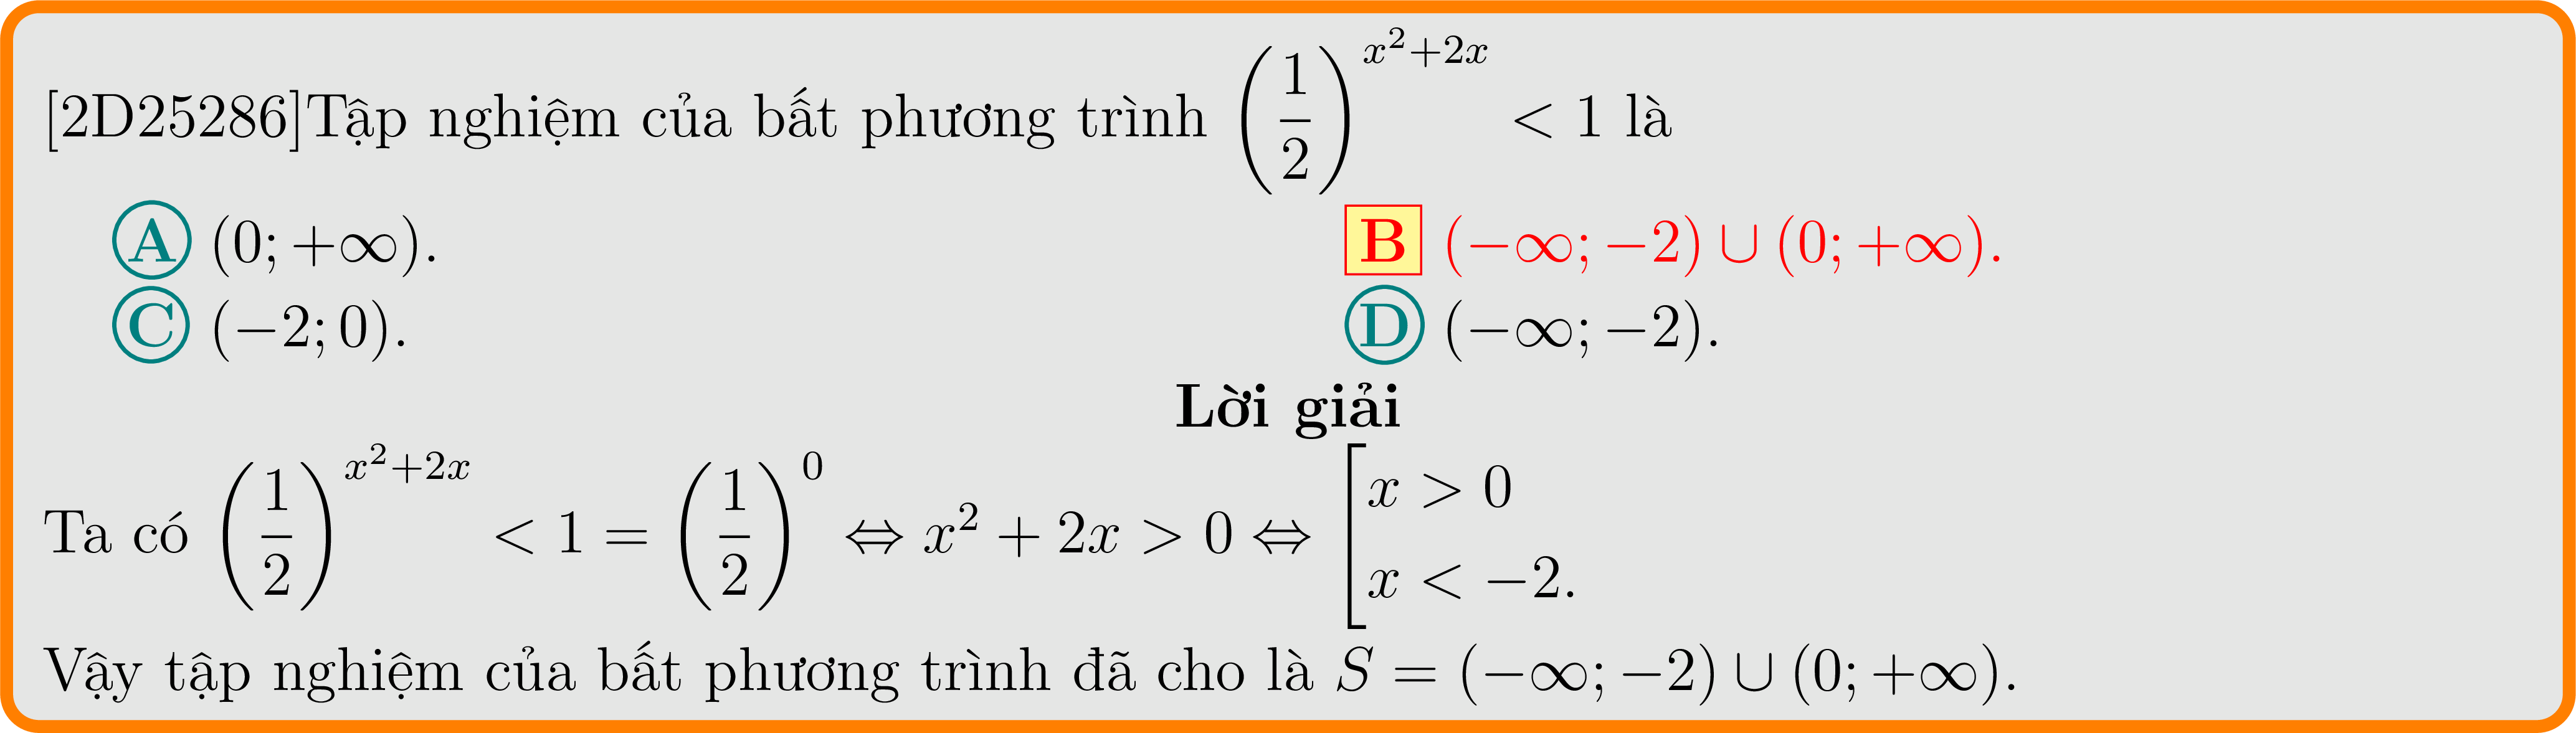 [2D25286]Tập nghiệm của bất phương trình $\left(\dfrac{1}{2}\right)^{x^2+2x} < 1$ là
A $(0; +\infty)$. B $(-\infty; -2) \cup (0; +\infty)$.
C $(-2; 0)$. D $(-\infty; -2)$.
Lời giải
Ta có $\left(\dfrac{1}{2}\right)^{x^2+2x} < 1 = \left(\dfrac{1}{2}\right)^0 \Leftrightarrow x^2 + 2x > 0 \Leftrightarrow \left[\begin{array}{l} x > 0 \\ x < -2. \end{array}\right.$
Vậy tập nghiệm của bất phương trình đã cho là $S = (-\infty; -2) \cup (0; +\infty)$.